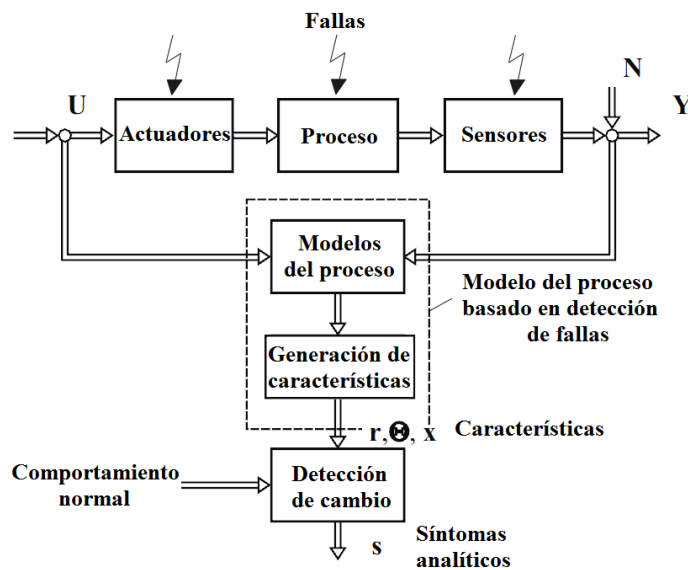 Fallas
U
N
Y
Actuadores
Proceso
Sensores
Modelos
del proceso
Modelo del proceso
basado en detección
de fallas
Generación de
características
r, Θ, x
Características
Comportamiento
normal
Detección
de cambio
s
Síntomas
analíticos